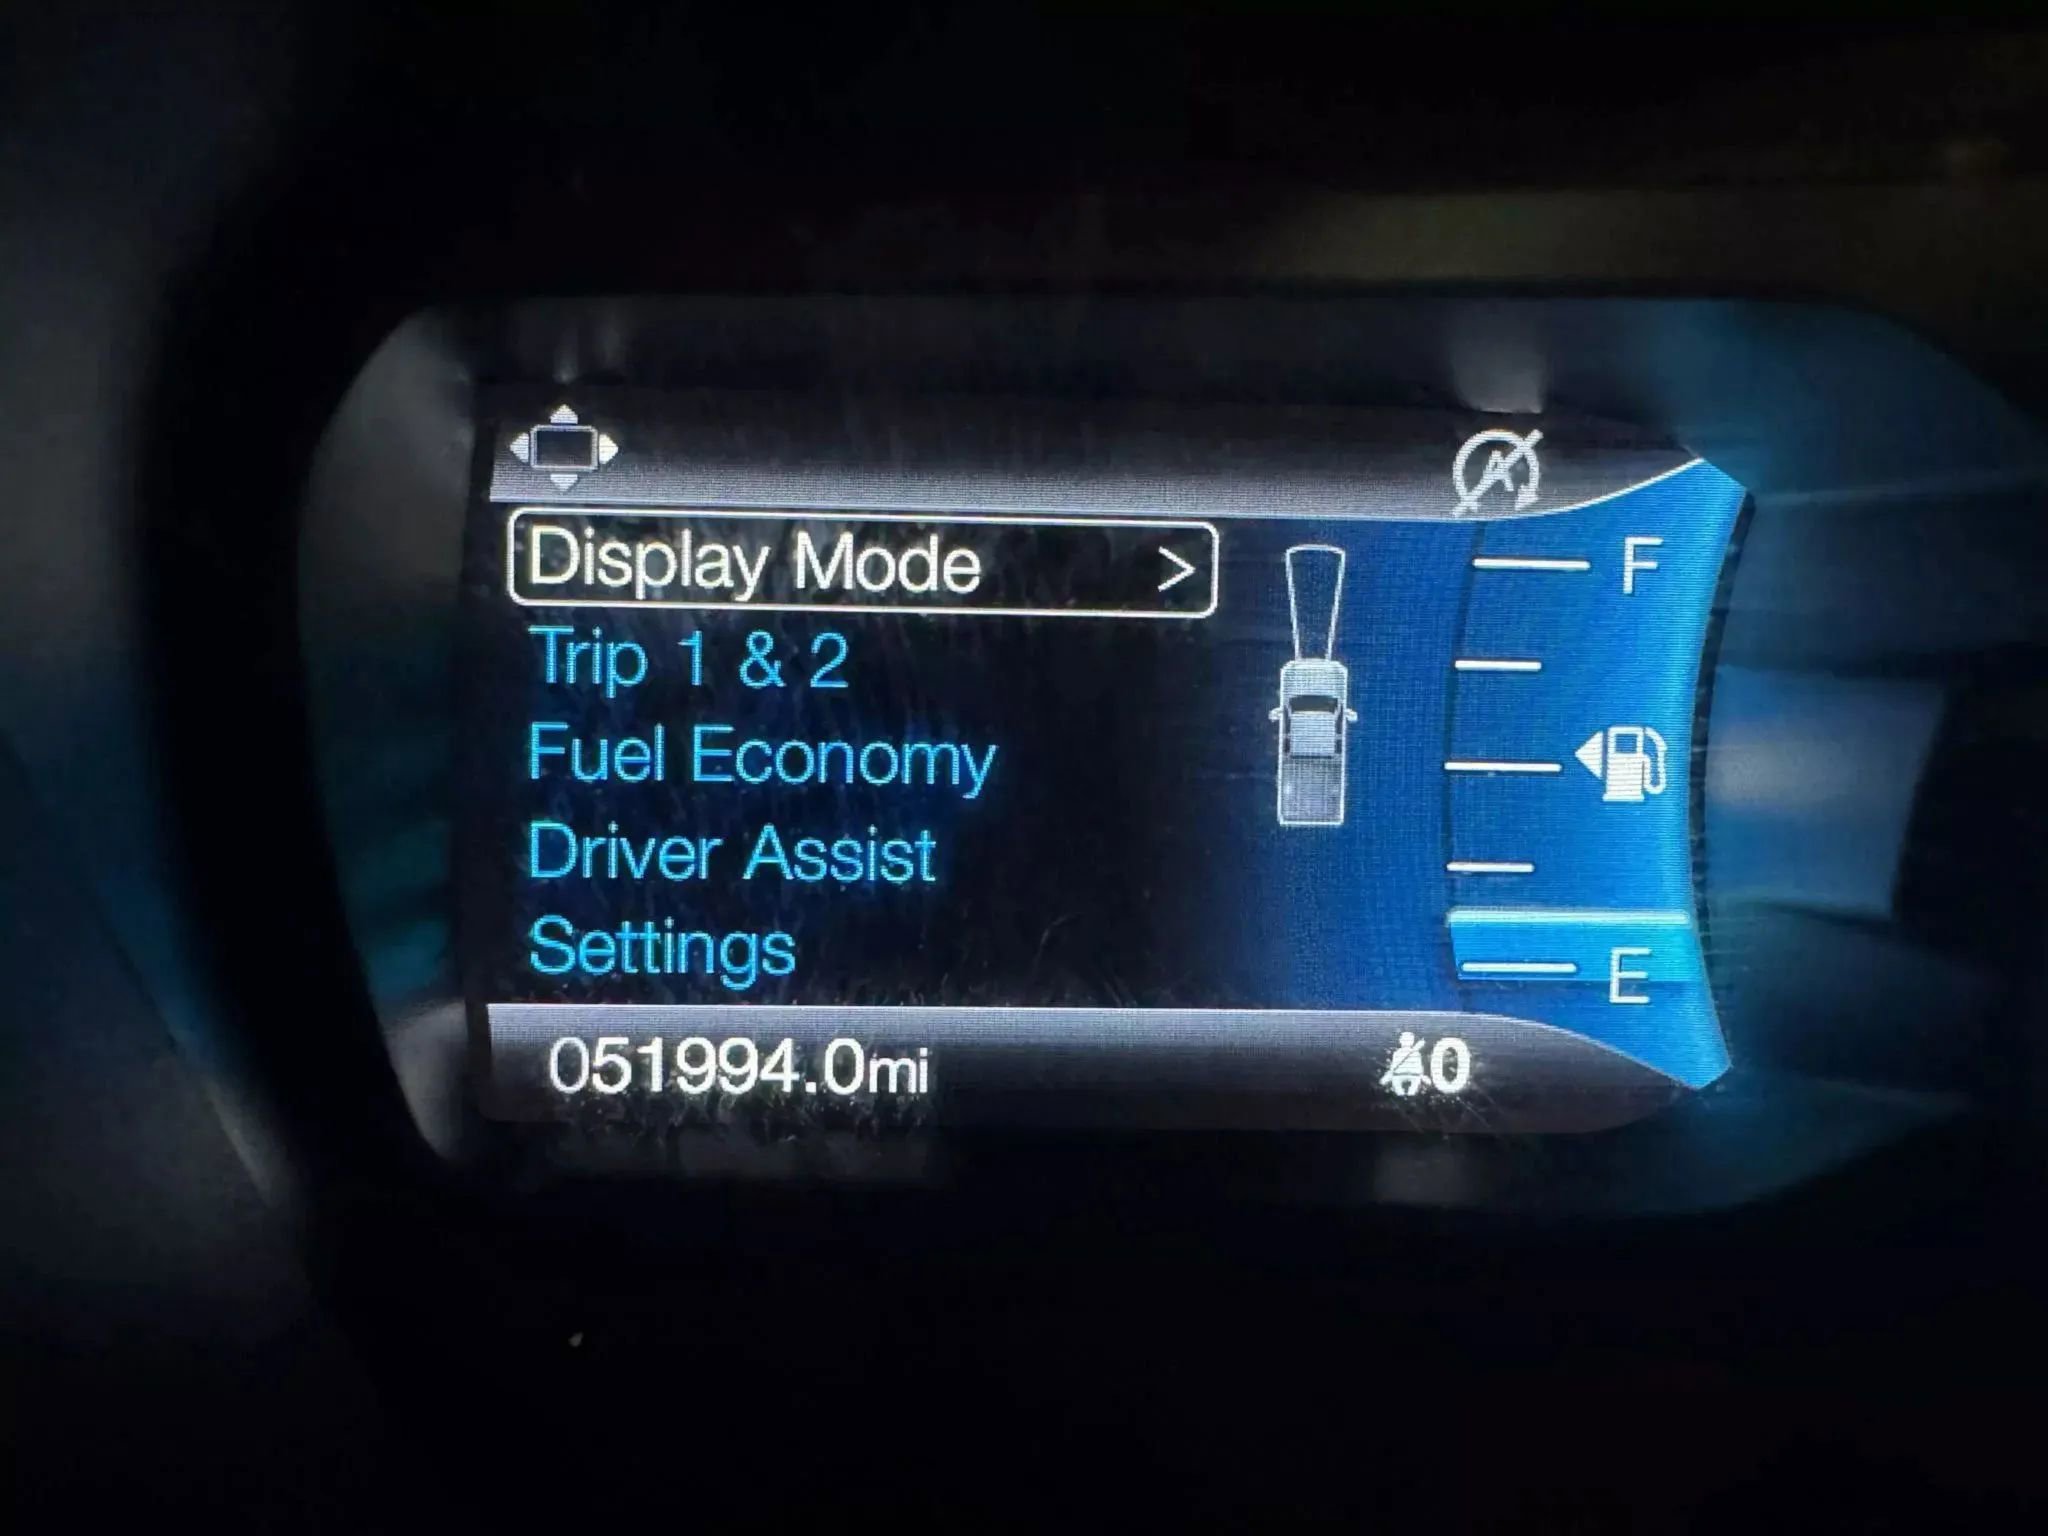 Display Mode >
Trip 1 & 2
Fuel Economy
Driver Assist
Settings
051994.0mi
A
F
E
0